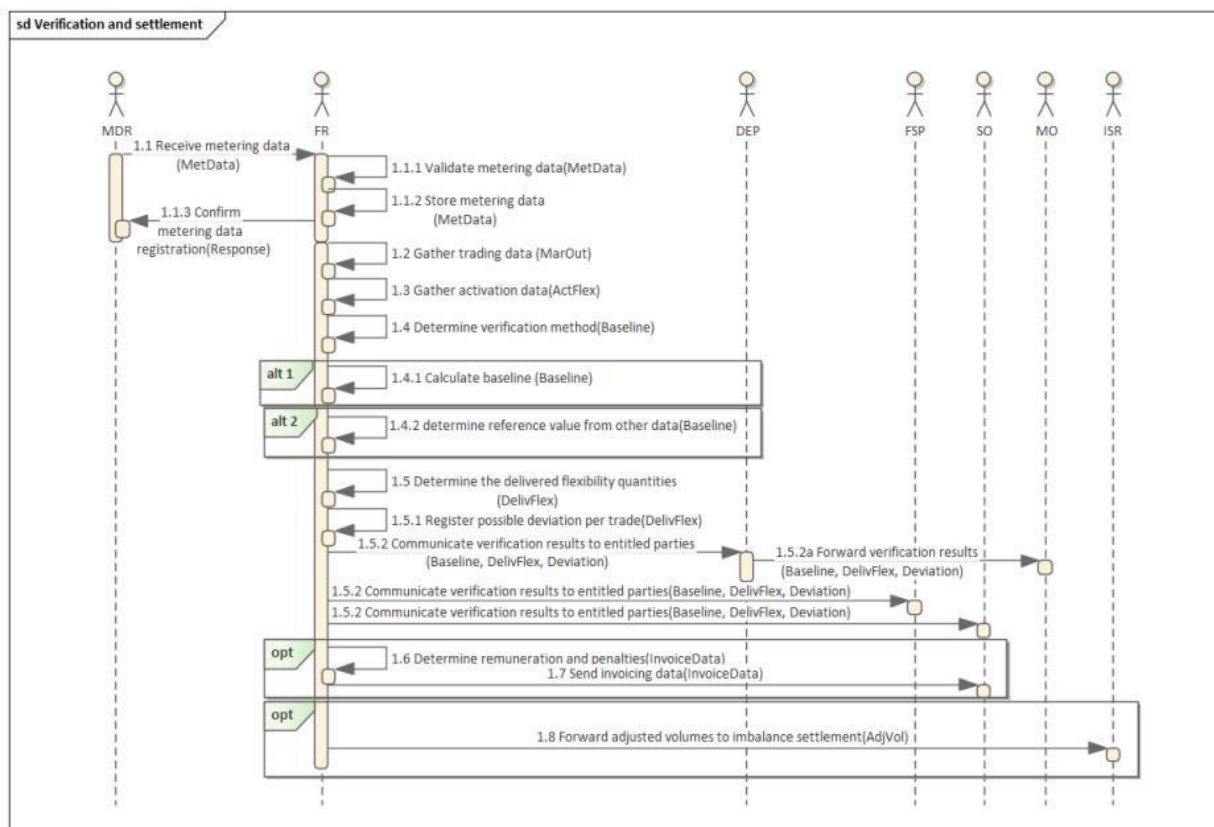 sd Verification and settlement
MDR
FR
DEP
FSP
SO
MO
ISR
1.1 Receive metering data
(MetData)
1.1.1 Validate metering data(MetData)
1.1.2 Store metering data
(MetData)
1.1.3 Confirm
metering data
registration(Response)
1.2 Gather trading data (MarOut)
1.3 Gather activation data(ActFlex)
1.4 Determine verification method(Baseline)
alt 1
1.4.1 Calculate baseline (Baseline)
alt 2
1.4.2 determine reference value from other data(Baseline)
1.5 Determine the delivered flexibility quantities
(DelivFlex)
1.5.1 Register possible deviation per trade(DelivFlex)
1.5.2 Communicate verification results to entitled parties
(Baseline, DelivFlex, Deviation)
1.5.2a Forward verification results
(Baseline, DelivFlex, Deviation)
1.5.2 Communicate verification results to entitled parties(Baseline, DelivFlex, Deviation)
1.5.2 Communicate verification results to entitled parties(Baseline, DelivFlex, Deviation)
opt
1.6 Determine remuneration and penalties(InvoiceData)
1.7 Send invoicing data(InvoiceData)
opt
1.8 Forward adjusted volumes to imbalance settlement(AdjVol)